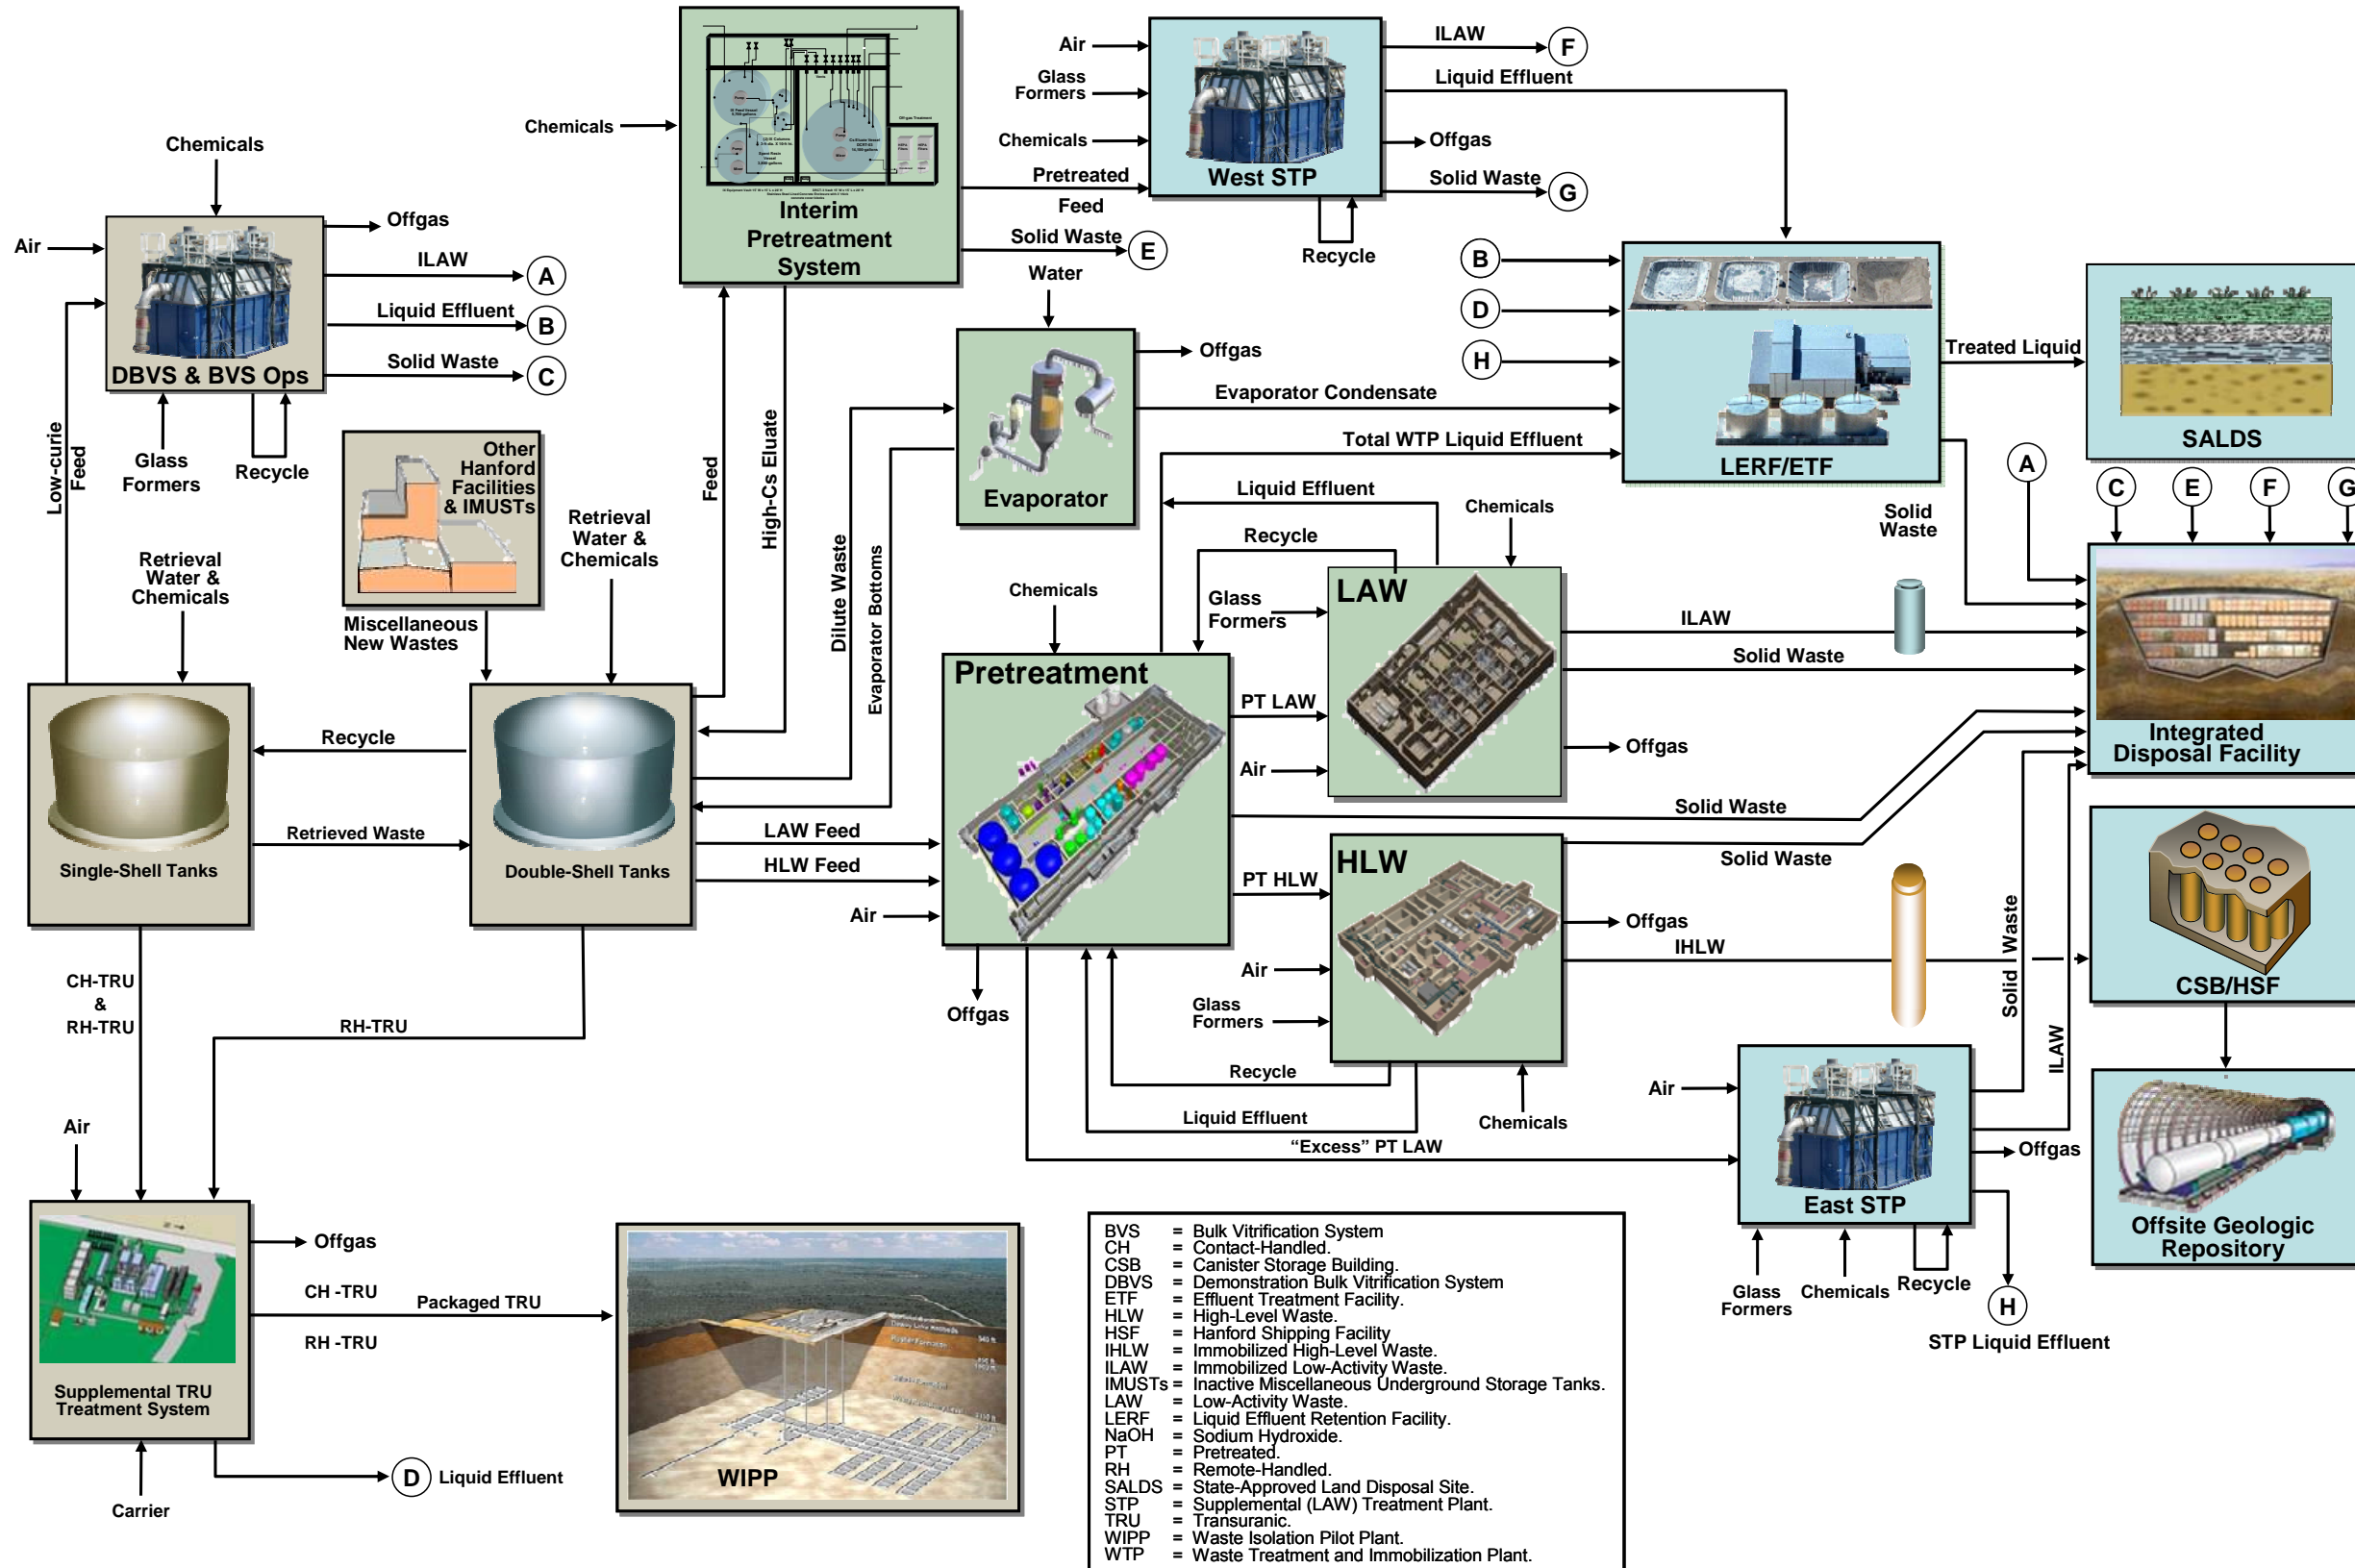 Chemicals
Air
DBVS & BVS Ops
Offgas
ILAW
A
Liquid Effluent
B
Solid Waste
C
Glass
Formers
Recycle
Low-curie
Feed
Chemicals
Interim
Pretreatment
System
Pretreated
Feed
Solid Waste
E
Air
Glass
Formers
Chemicals
West STP
Recycle
ILAW
F
Liquid Effluent
Offgas
Solid Waste
G
Other
Hanford
Facilities
& IMUSTs
Miscellaneous
New Wastes
Retrieval
Water &
Chemicals
Retrieval
Water &
Chemicals
Feed
High-Cs Eluate
Dilute Waste
Evaporator Bottoms
Water
Evaporator
Offgas
Evaporator Condensate
Total WTP Liquid Effluent
B
D
H
LERF/ETF
Treated Liquid
SALDS
Solid
Waste
A
C
E
F
G
Integrated
Disposal Facility
Single-Shell Tanks
Recycle
Retrieved Waste
Double-Shell Tanks
LAW Feed
HLW Feed
Air
Chemicals
Pretreatment
Offgas
Liquid Effluent
Recycle
Chemicals
Glass
Formers
LAW
PT LAW
Air
ILAW
Solid Waste
Offgas
Solid Waste
Solid Waste
HLW
PT HLW
Air
Glass
Formers
Offgas
IHLW
Recycle
Liquid Effluent
Chemicals
"Excess" PT LAW
Solid Waste
ILAW
CSB/HSF
Offsite Geologic
Repository
Air
East STP
Offgas
Glass
Formers
Chemicals
Recycle
H
STP Liquid Effluent
CH-TRU
&
RH-TRU
RH-TRU
Air
Supplemental TRU
Treatment System
Offgas
CH -TRU
Packaged TRU
RH -TRU
Carrier
D
Liquid Effluent
WIPP
BVS = Bulk Vitrification System
CH = Contact-Handled.
CSB = Canister Storage Building.
DBVS = Demonstration Bulk Vitrification System
ETF = Effluent Treatment Facility.
HLW = High-Level Waste.
HSF = Hanford Shipping Facility
IHLW = Immobilized High-Level Waste.
ILAW = Immobilized Low-Activity Waste.
IMUSTs = Inactive Miscellaneous Underground Storage Tanks.
LAW = Low-Activity Waste.
LERF = Liquid Effluent Retention Facility.
NaOH = Sodium Hydroxide.
PT = Pretreated.
RH = Remote-Handled.
SALDS = State-Approved Land Disposal Site.
STP = Supplemental (LAW) Treatment Plant.
TRU = Transuranic.
WIPP = Waste Isolation Pilot Plant.
WTP = Waste Treatment and Immobilization Plant.